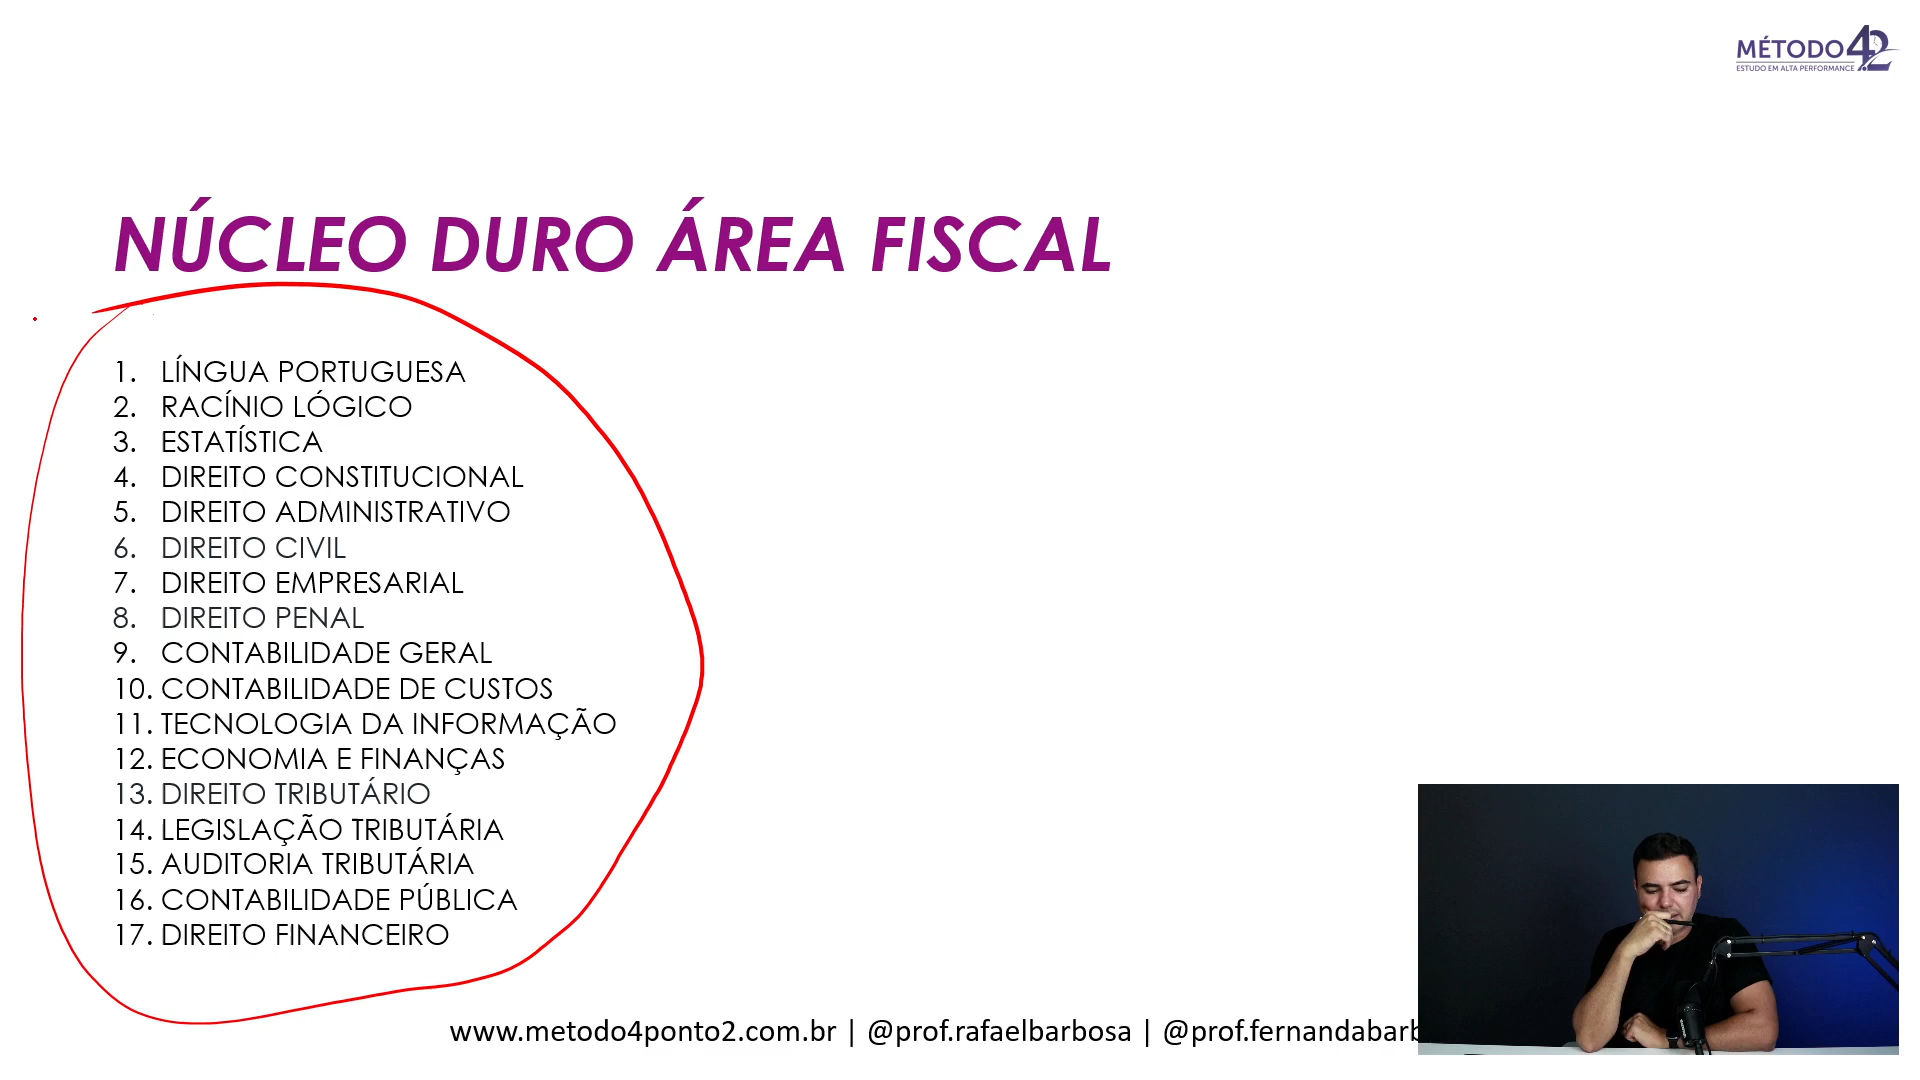 MÉTODO 4.2
ESTUDO EM ALTA PERFORMANCE
NÚCLEO DURO ÁREA FISCAL
1. LÍNGUA PORTUGUESA
2. RACÍNIO LÓGICO
3. ESTATÍSTICA
4. DIREITO CONSTITUCIONAL
5. DIREITO ADMINISTRATIVO
6. DIREITO CIVIL
7. DIREITO EMPRESARIAL
8. DIREITO PENAL
9. CONTABILIDADE GERAL
10. CONTABILIDADE DE CUSTOS
11. TECNOLOGIA DA INFORMAÇÃO
12. ECONOMIA E FINANÇAS
13. DIREITO TRIBUTÁRIO
14. LEGISLAÇÃO TRIBUTÁRIA
15. AUDITORIA TRIBUTÁRIA
16. CONTABILIDADE PÚBLICA
17. DIREITO FINANCEIRO
www.metodo4ponto2.com.br | @prof.rafaelbarbosa | @prof.fernandabarb